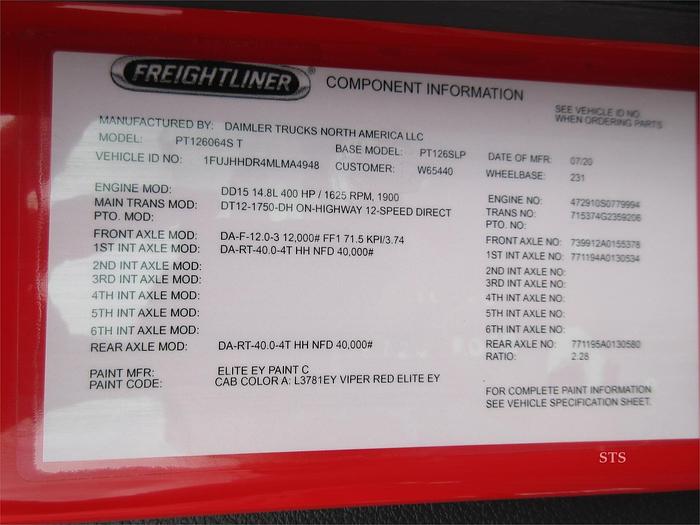 FREIGHTLINER ® COMPONENT INFORMATION
SEE VEHICLE ID NO.
WHEN ORDERING PARTS
MANUFACTURED BY: DAIMLER TRUCKS NORTH AMERICA LLC
MODEL: PT126064S T BASE MODEL: PT126SLP DATE OF MFR: 07/20
VEHICLE ID NO: 1FUJHHDR4MLMA4948 CUSTOMER: W65440 WHEELBASE: 231
ENGINE MOD: DD15 14.8L 400 HP / 1625 RPM, 1900 ENGINE NO: 472910S0779994
MAIN TRANS MOD: DT12-1750-DH ON-HIGHWAY 12-SPEED DIRECT TRANS NO: 715374G2359206
PTO. MOD: PTO. NO:
FRONT AXLE MOD: DA-F-12.0-3 12,000# FF1 71.5 KPI/3.74 FRONT AXLE NO: 739912A0155378
1ST INT AXLE MOD: DA-RT-40.0-4T HH NFD 40,000# 1ST INT AXLE NO: 771194A0130534
2ND INT AXLE MOD: 2ND INT AXLE NO:
3RD INT AXLE MOD: 3RD INT AXLE NO:
4TH INT AXLE MOD: 4TH INT AXLE NO:
5TH INT AXLE MOD: 5TH INT AXLE NO:
6TH INT AXLE MOD: 6TH INT AXLE NO:
REAR AXLE MOD: DA-RT-40.0-4T HH NFD 40,000# REAR AXLE NO: 771195A0130580
RATIO: 2.28
PAINT MFR: ELITE EY PAINT C
PAINT CODE: CAB COLOR A: L3781EY VIPER RED ELITE EY
FOR COMPLETE PAINT INFORMATION
SEE VEHICLE SPECIFICATION SHEET.
STS